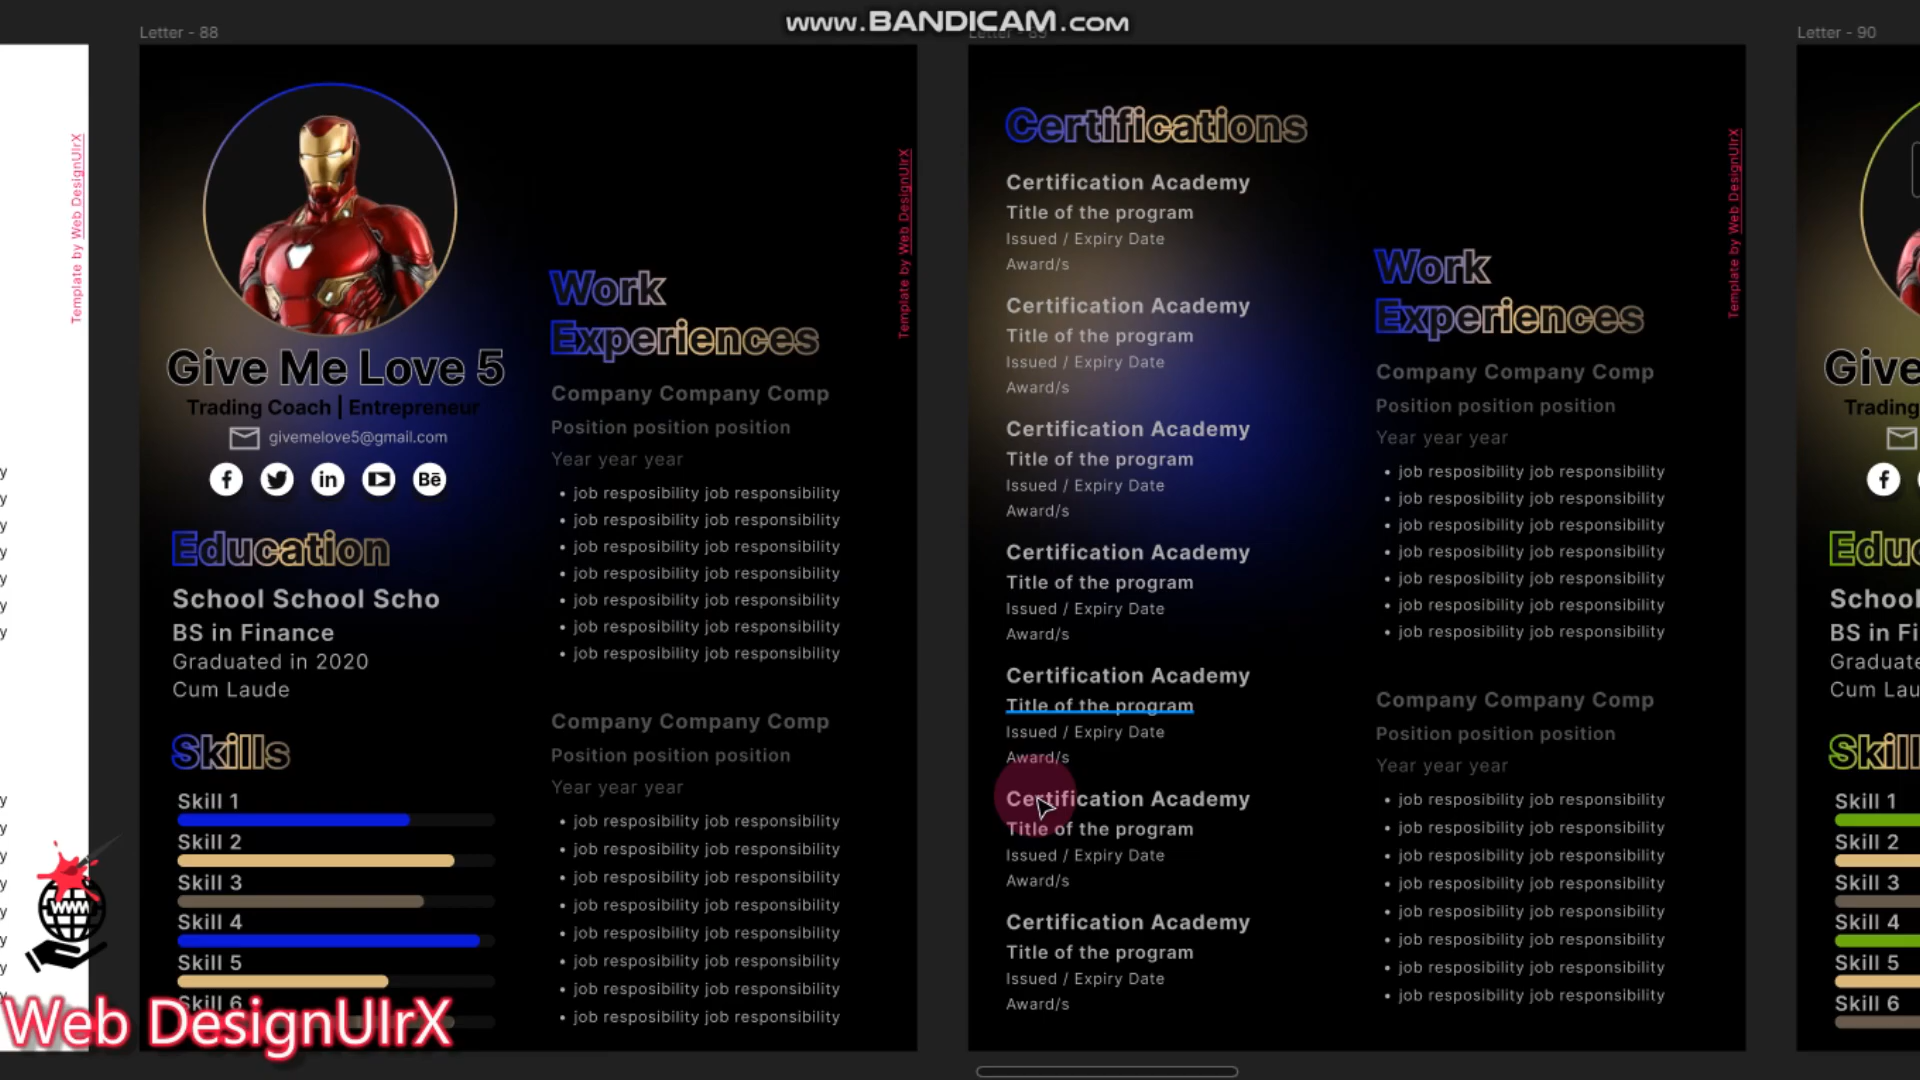 www.BANDICAM.com
Letter - 88
Letter - 89
Letter - 90
Template by Web DesignUIrX
Give Me Love 5
Trading Coach | Entrepreneur
givemelove5@gmail.com
f
in
Bē
Education
School School Scho
BS in Finance
Graduated in 2020
Cum Laude
Skills
Skill 1
Skill 2
Skill 3
Skill 4
Skill 5
Skill 6
Work
Experiences
Company Company Comp
Position position position
Year year year
• job resposibility job responsibility
• job resposibility job responsibility
• job resposibility job responsibility
• job resposibility job responsibility
• job resposibility job responsibility
• job resposibility job responsibility
• job resposibility job responsibility
Company Company Comp
Position position position
Year year year
• job resposibility job responsibility
• job resposibility job responsibility
• job resposibility job responsibility
• job resposibility job responsibility
• job resposibility job responsibility
• job resposibility job responsibility
• job resposibility job responsibility
• job resposibility job responsibility
Template by Web DesignUIrX
Certifications
Certification Academy
Title of the program
Issued / Expiry Date
Award/s
Certification Academy
Title of the program
Issued / Expiry Date
Award/s
Certification Academy
Title of the program
Issued / Expiry Date
Award/s
Certification Academy
Title of the program
Issued / Expiry Date
Award/s
Certification Academy
Title of the program
Issued / Expiry Date
Award/s
Certification Academy
Title of the program
Issued / Expiry Date
Award/s
Certification Academy
Title of the program
Issued / Expiry Date
Award/s
Work
Experiences
Company Company Comp
Position position position
Year year year
• job resposibility job responsibility
• job resposibility job responsibility
• job resposibility job responsibility
• job resposibility job responsibility
• job resposibility job responsibility
• job resposibility job responsibility
• job resposibility job responsibility
Company Company Comp
Position position position
Year year year
• job resposibility job responsibility
• job resposibility job responsibility
• job resposibility job responsibility
• job resposibility job responsibility
• job resposibility job responsibility
• job resposibility job responsibility
• job resposibility job responsibility
• job resposibility job responsibility
Template by Web DesignUIrX
Give
Trading
f
Educ
School
BS in Fi
Graduate
Cum Lau
Skill
Skill 1
Skill 2
Skill 3
Skill 4
Skill 5
Skill 6
www
Web DesignUIrX